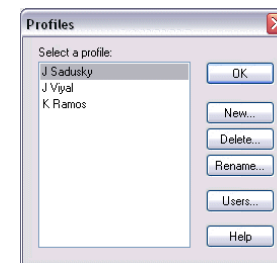 Profiles
Select a profile:
J Sadusky
J Viyal
K Ramos
OK
New...
Delete...
Rename...
Users...
Help